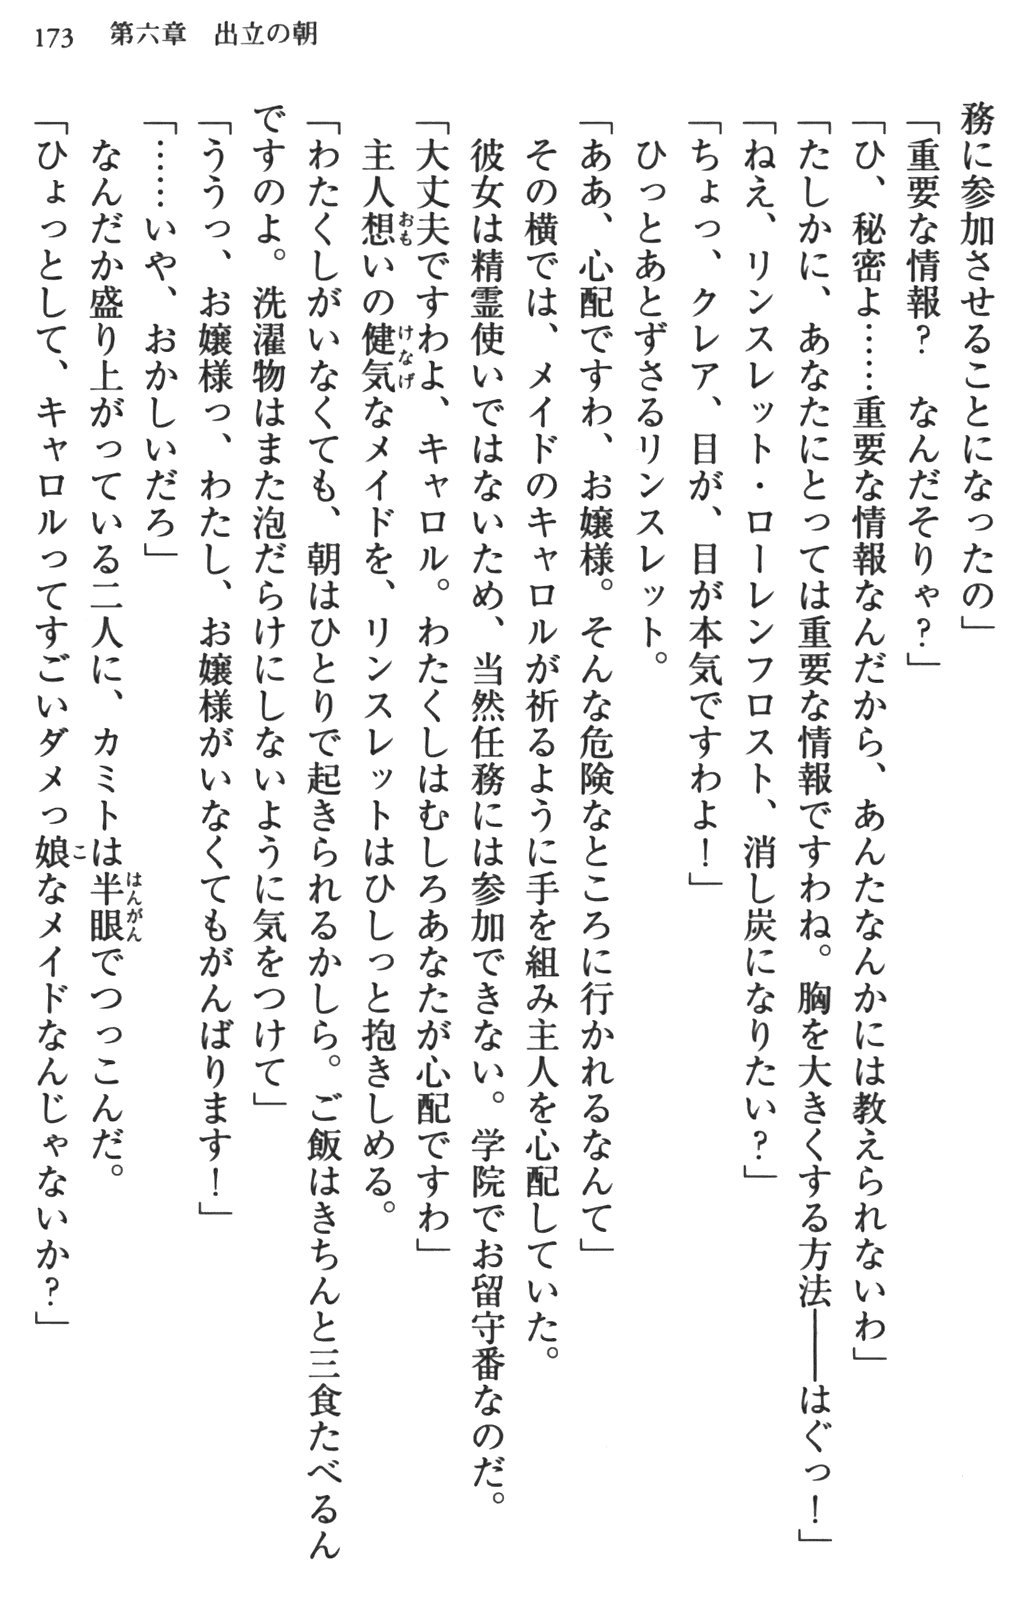 173　第六章　出立の朝
務に参加させることになったの」
「重要な情報？　なんだそりゃ？」
「ひ、秘密よ……重要な情報なんだから、あんたなんかには教えられないわ」
「たしかに、あなたにとっては重要な情報ですわね。胸を大きくする方法――はぐっ！」
「ねえ、リンスレット・ローレンフロスト、消し炭になりたい？」
「ちょっ、クレア、目が、目が本気ですわよ！」
　ひっとあとずさるリンスレット。
「ああ、心配ですわ、お嬢様。そんな危険なところに行かれるなんて」
　その横では、メイドのキャロルが祈るように手を組み主人を心配していた。
　彼女は精霊使いではないため、当然任務には参加できない。学院でお留守番なのだ。
「大丈夫ですわよ、キャロル。わたくしはむしろあなたが心配ですわ」
　主人想おもいの健気けなげなメイドを、リンスレットはひしっと抱きしめる。
「わたくしがいなくても、朝はひとりで起きられるかしら。ご飯はきちんと三食たべるん
ですのよ。洗濯物はまた泡だらけにしないように気をつけて」
「ううっ、お嬢様っ、わたし、お嬢様がいなくてもがんばります！」
「……いや、おかしいだろ」
　なんだか盛り上がっている二人に、カミトは半眼はんがんでつっこんだ。
「ひょっとして、キャロルってすごいダメっ娘こなメイドなんじゃないか？」